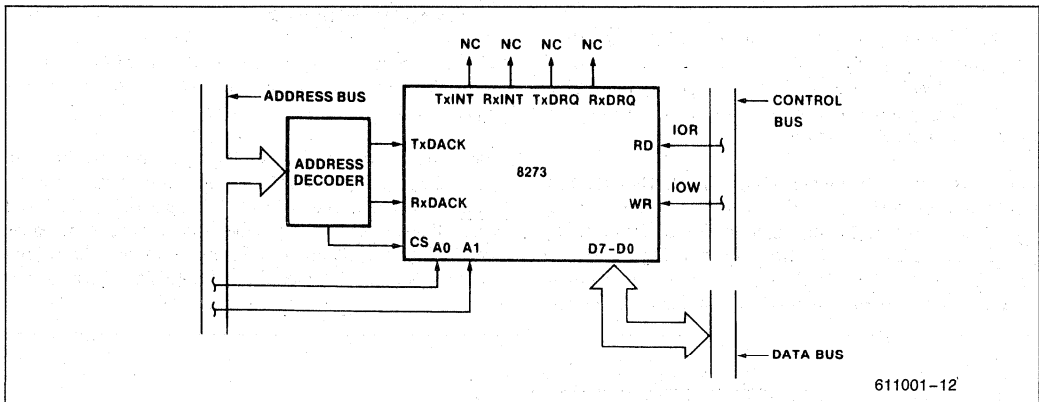 NC NC NC NC
TxINT RxINT TxDRQ RxDRQ
ADDRESS BUS
CONTROL
BUS
ADDRESS
DECODER
TxDACK
RxDACK
8273
RD
IOR
WR
IOW
CS A0 A1
D7-D0
DATA BUS
611001-12